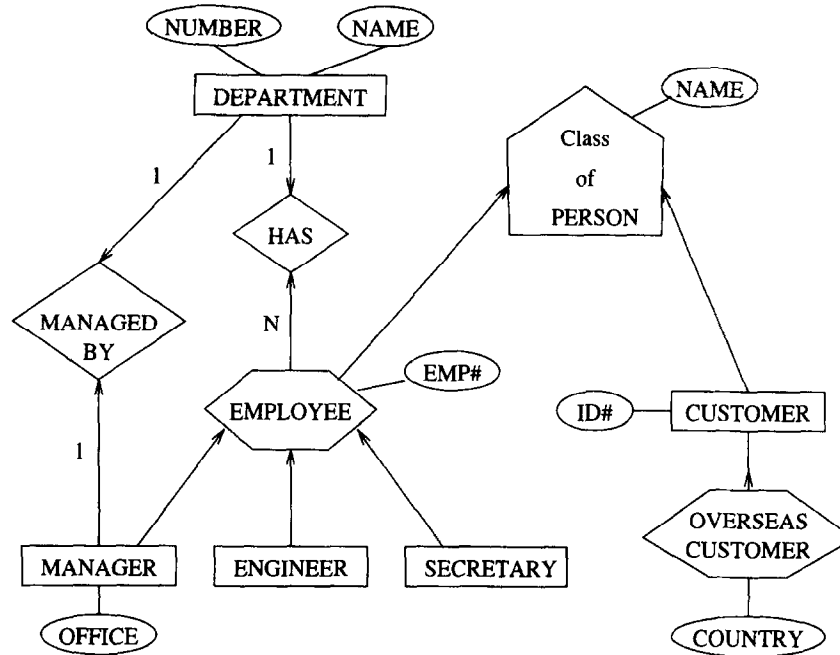 NUMBER
NAME
DEPARTMENT
NAME
Class
of
PERSON
1
1
HAS
MANAGED
BY
N
EMP#
EMPLOYEE
ID#
CUSTOMER
1
OVERSEAS
CUSTOMER
MANAGER
ENGINEER
SECRETARY
OFFICE
COUNTRY